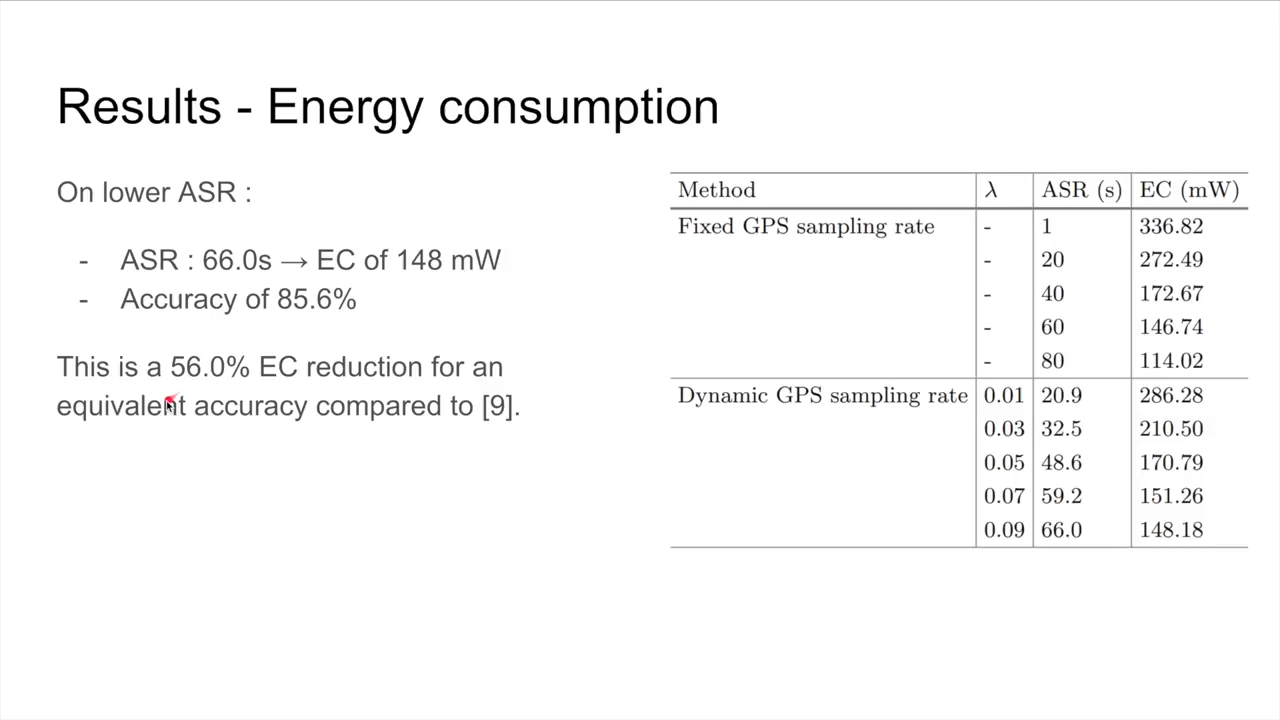 Results - Energy consumption
On lower ASR :
- ASR : 66.0s → EC of 148 mW
- Accuracy of 85.6%
This is a 56.0% EC reduction for an
equivalent accuracy compared to [9].
Method λ ASR (s) EC (mW)
Fixed GPS sampling rate - 1 336.82
- 20 272.49
- 40 172.67
- 60 146.74
- 80 114.02
Dynamic GPS sampling rate 0.01 20.9 286.28
0.03 32.5 210.50
0.05 48.6 170.79
0.07 59.2 151.26
0.09 66.0 148.18